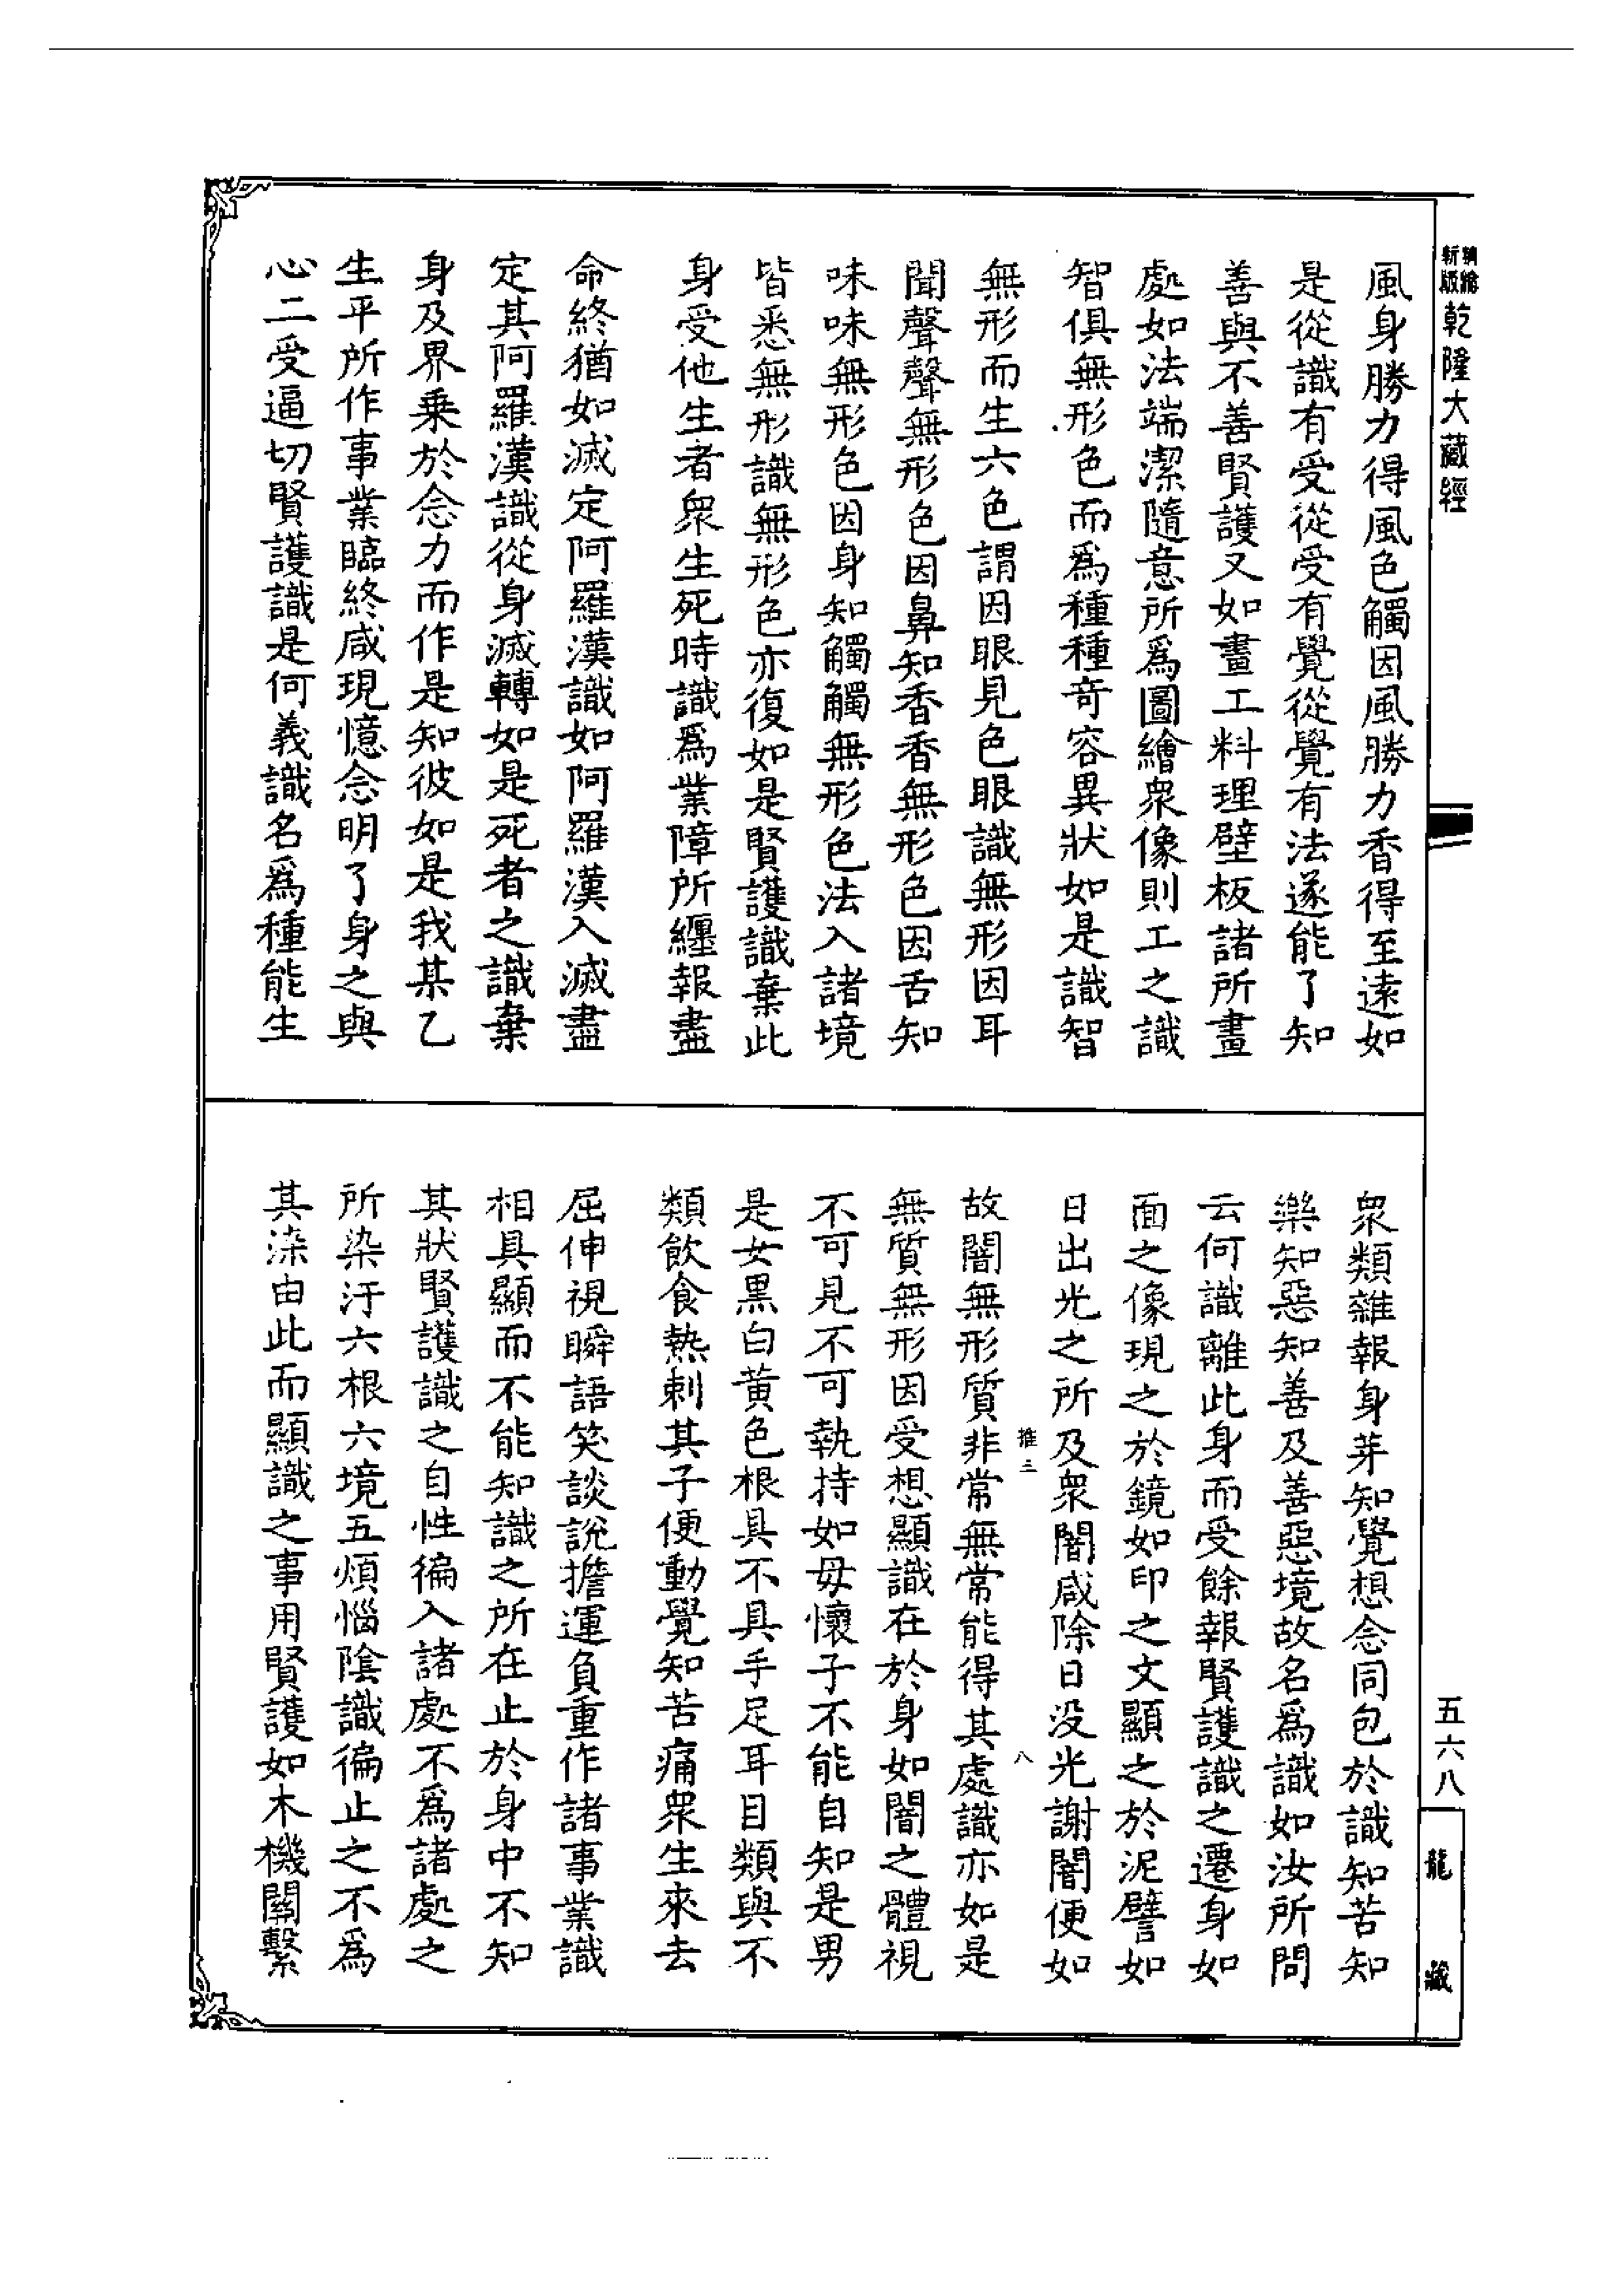 精繪新版乾隆大藏經
風身勝力得風色觸因風勝力香得至遠如
是從識有受從受有覺從覺有法遂能了知
善與不善賢護又如畫工料理壁板諸所畫
處如法端潔隨意所爲圖繪衆像則工之識
智俱無形色而爲種種奇容異狀如是識智
無形而生六色謂因眼見色眼識無形因耳
聞聲聲無形色因鼻知香香無形色因舌知
味味無形色因身知觸觸無形色法入諸境
皆悉無形識無形色亦復如是賢護識棄此
身受他生者衆生死時識爲業障所纏報盡
命終猶如滅定阿羅漢識如阿羅漢入滅盡
定其阿羅漢識從身滅轉如是死者之識棄
身及界乗於念力而作是知彼如是我某乙
生平所作事業臨終咸現憶念明了身之與
心二受逼切賢護識是何義識名爲種能生
衆類雜報身芽知覺想念同包於識知苦知
樂知惡知善及善惡境故名爲識如汝所問
云何識離此身而受餘報賢護識之遷身如
面之像現之於鏡如印之文顯之於泥譬如
日出光之所及衆闇咸除日没光謝闇便如
推三 八
故闇無形質非常無常能得其處識亦如是
無質無形因受想顯識在於身如闇之體視
不可見不可執持如母懷子不能自知是男
是女黒白黄色根具不具手足耳目類與不
類飲食熱刺其子便動覺知苦痛衆生來去
屈伸視瞬語笑談說擔運負重作諸事業識
相具顯而不能知識之所在止於身中不知
其狀賢護識之自性徧入諸處不爲諸處之
所染汙六根六境五煩惱陰識徧止之不爲
其染由此而顯識之事用賢護如木機關繫
五六八
龍藏